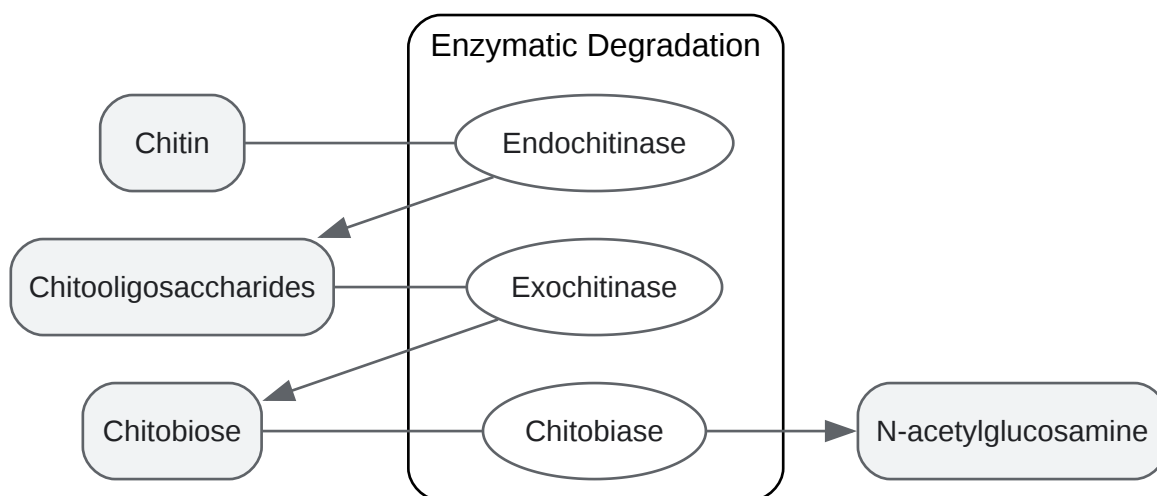 Enzymatic Degradation
Chitin
Endochitinase
Chitooligosaccharides
Exochitinase
Chitobiose
Chitobiase
N-acetylglucosamine